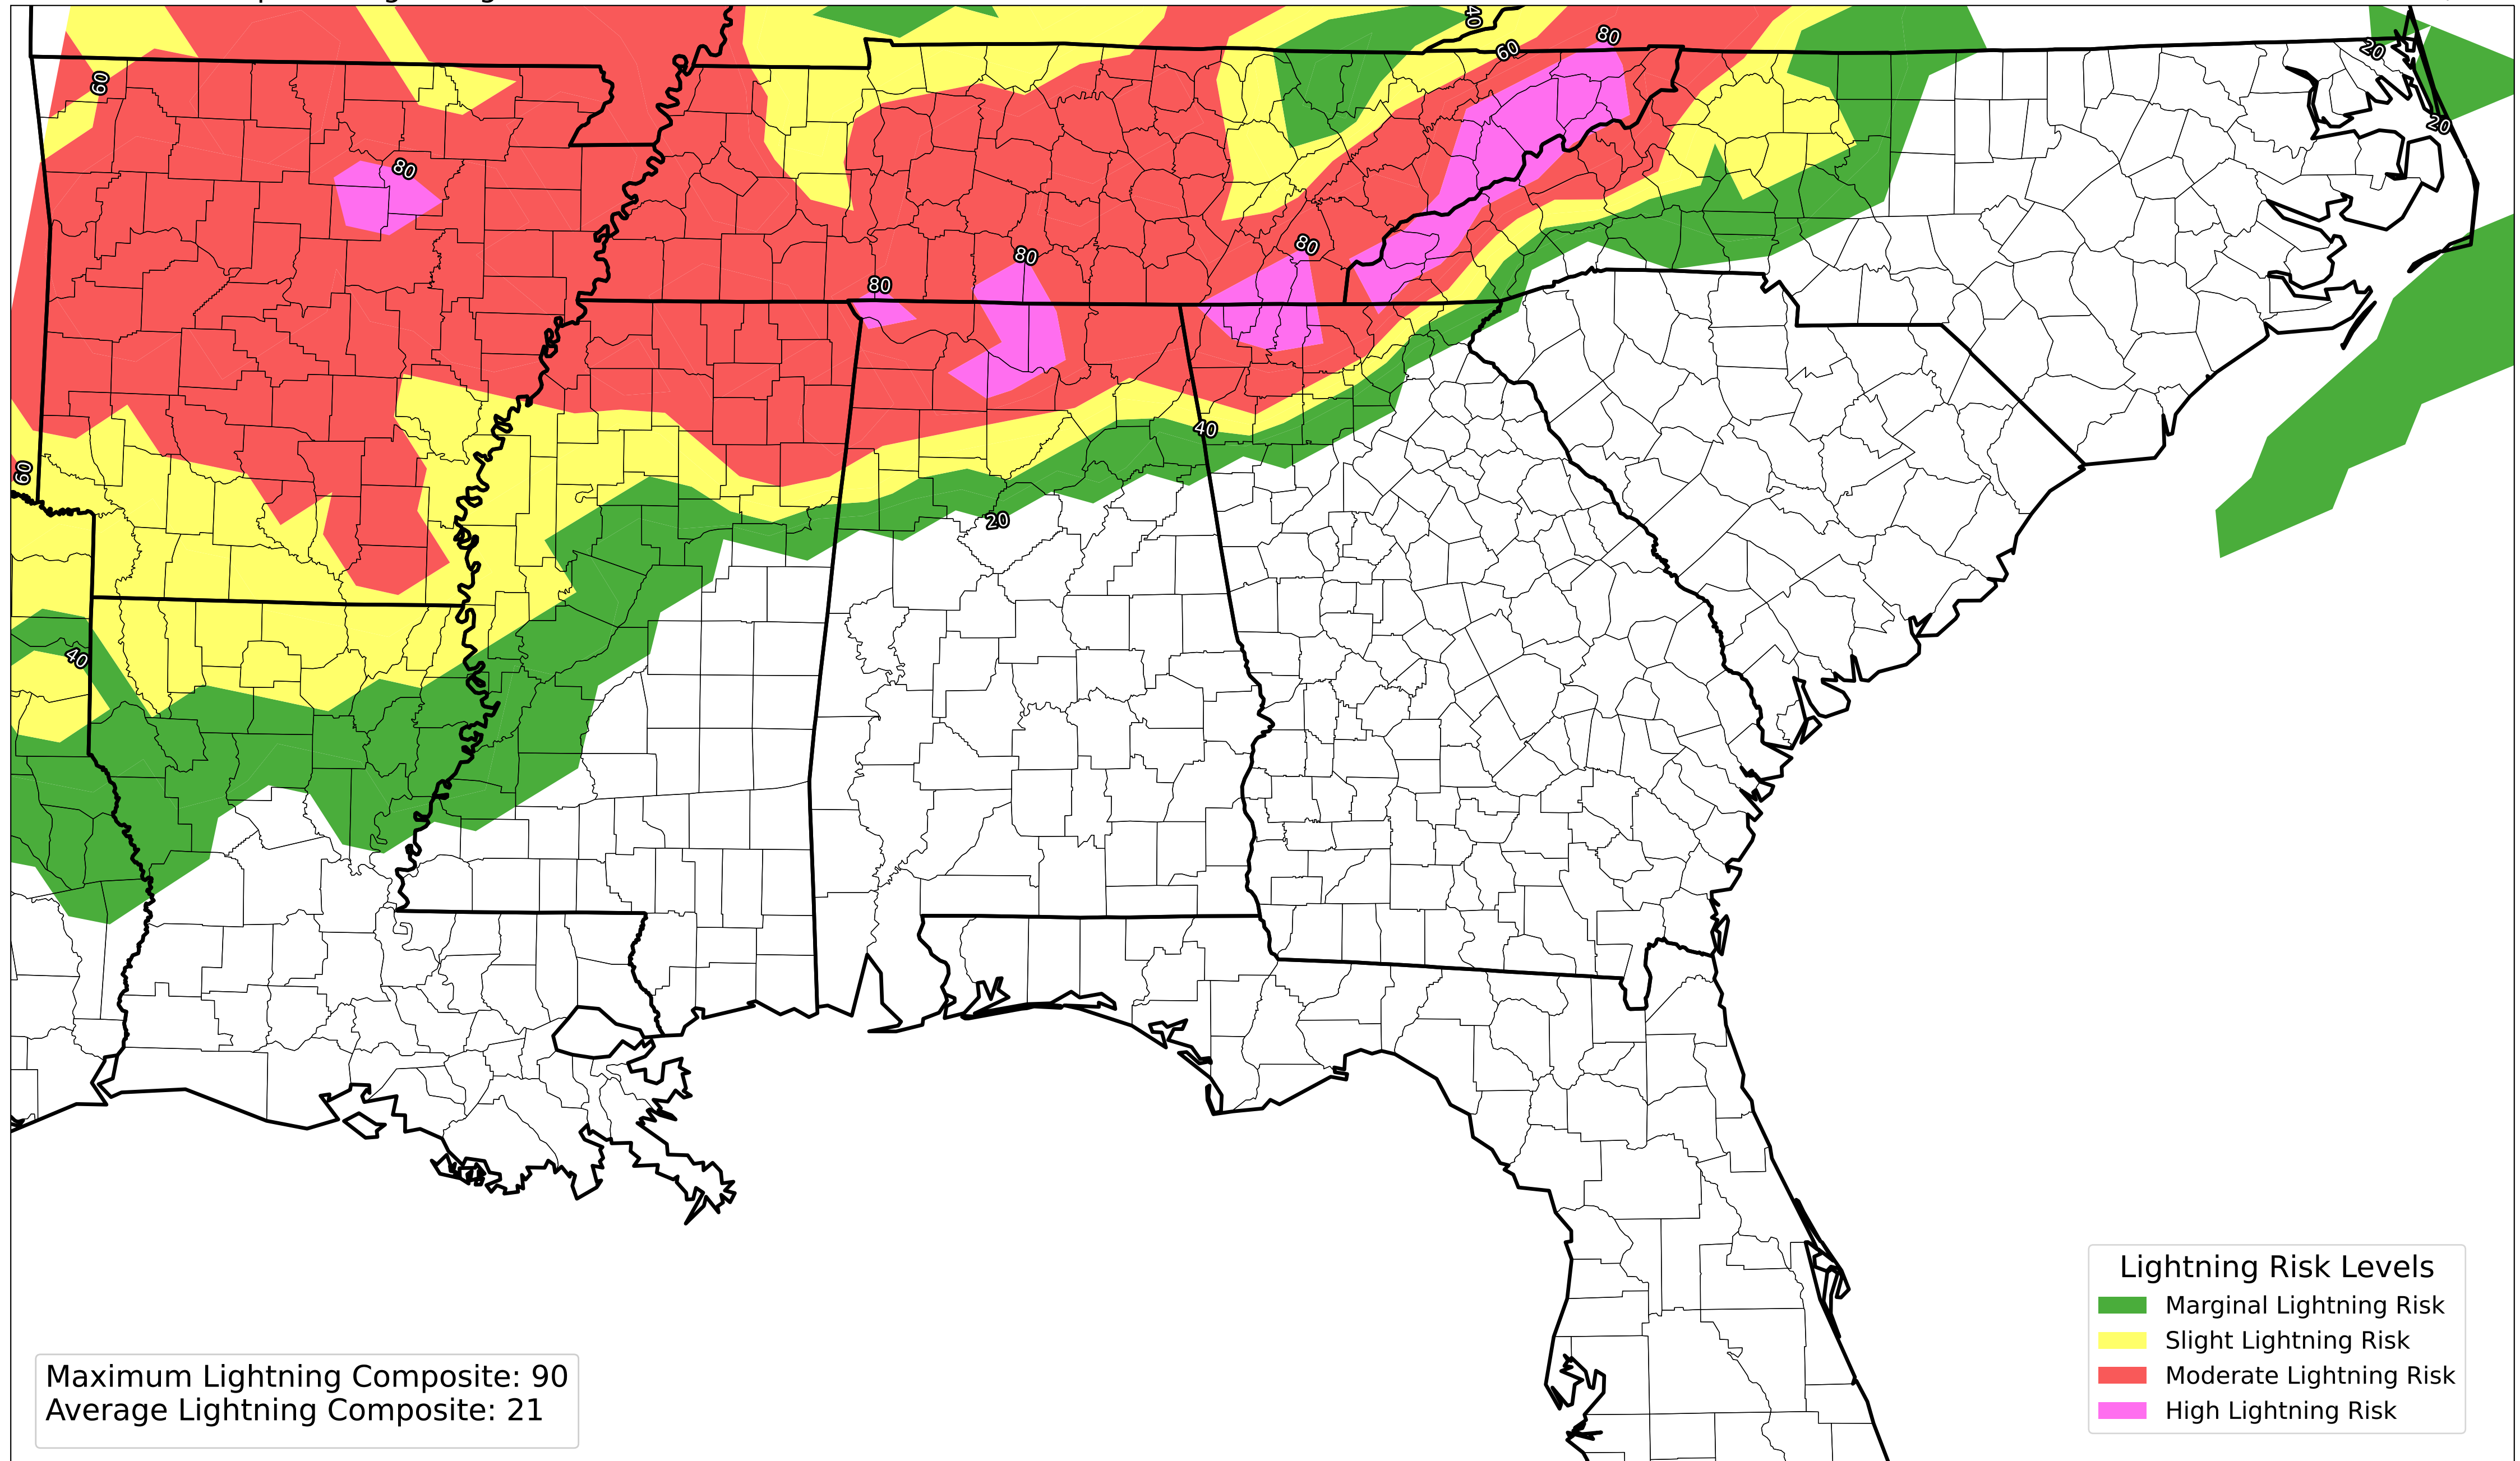 40
80
60
20
60
20
80
80
80
80
40
60
20
40
Lightning Risk Levels
Marginal Lightning Risk
Slight Lightning Risk
Moderate Lightning Risk
High Lightning Risk
Maximum Lightning Composite: 90
Average Lightning Composite: 21